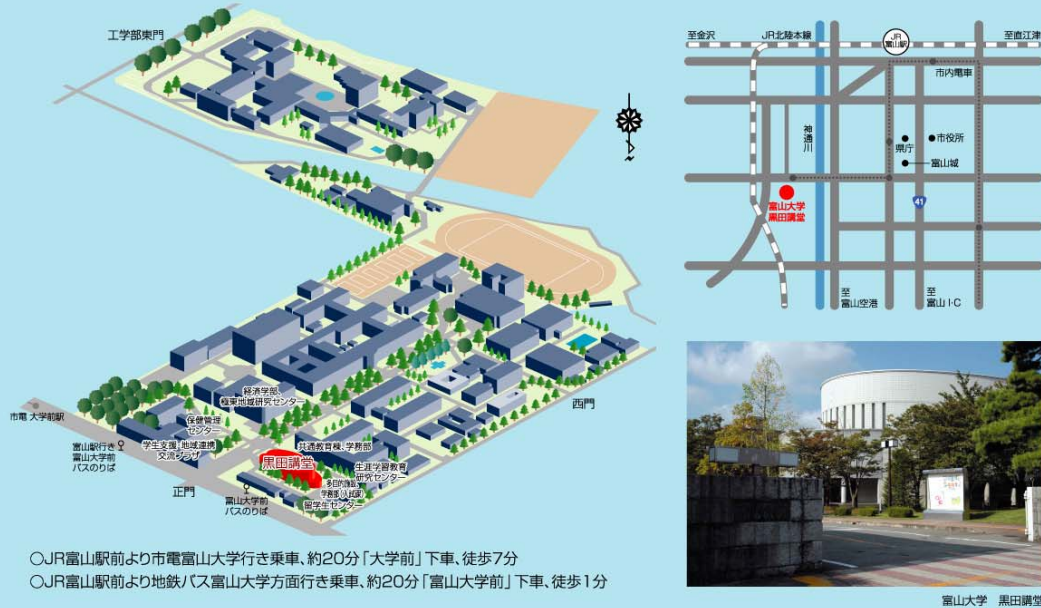 工学部東門
市電 大学前駅
富山駅行き
富山大学前
バスのりば
正門
富山大学前
バスのりば
経済学部、
極東地域研究センター
保健管理
センター
学生支援・地域連携
交流プラザ
共通教育棟、学務部
黒田講堂
生涯学習教育
研究センター
多目的施設
学務部(入試課)
留学生センター
西門
○JR富山駅前より市電富山大学行き乗車、約20分「大学前」下車、徒歩7分
○JR富山駅前より地鉄バス富山大学方面行き乗車、約20分「富山大学前」下車、徒歩1分
至金沢
JR北陸本線
JR
富山駅
至直江津
市内電車
神通川
県庁
市役所
富山城
富山大学
黒田講堂
41
至
富山空港
至
富山I・C
富山大学 黒田講堂